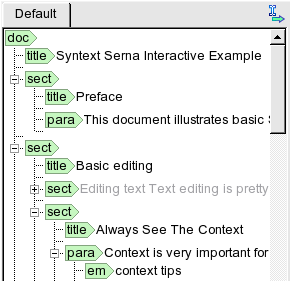 Default
doc
title Syntext Serna Interactive Example
sect
title Preface
para This document illustrates basic
sect
title Basic editing
sect Editing text Text editing is pretty
sect
title Always See The Context
para Context is very important for
em context tips